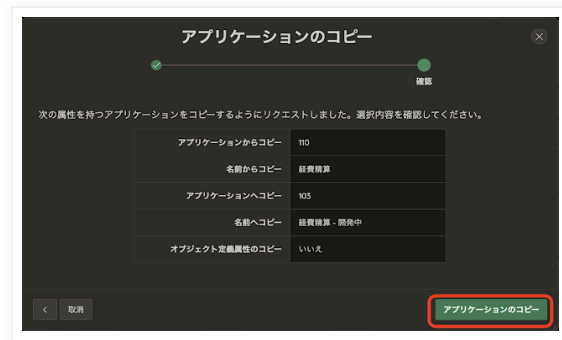 アプリケーションのコピー
確認
次の属性を持つアプリケーションをコピーするようにリクエストしました。選択内容を確認してください。
アプリケーションからコピー 110
名前からコピー 経費精算
アプリケーションへコピー 103
名前へコピー 経費精算 - 開発中
オブジェクト定義属性のコピー いいえ
取消 アプリケーションのコピー